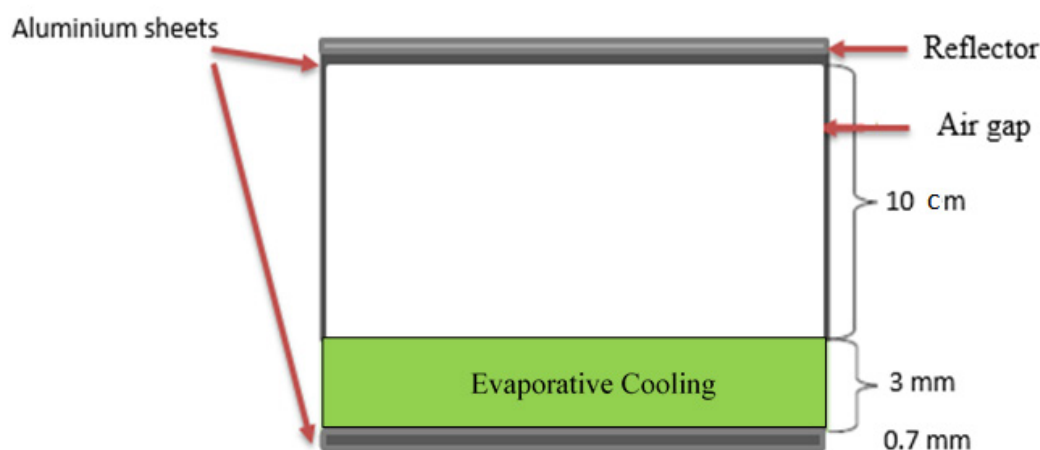 Aluminium sheets
Reflector
Air gap
10 cm
Evaporative Cooling
3 mm
0.7 mm